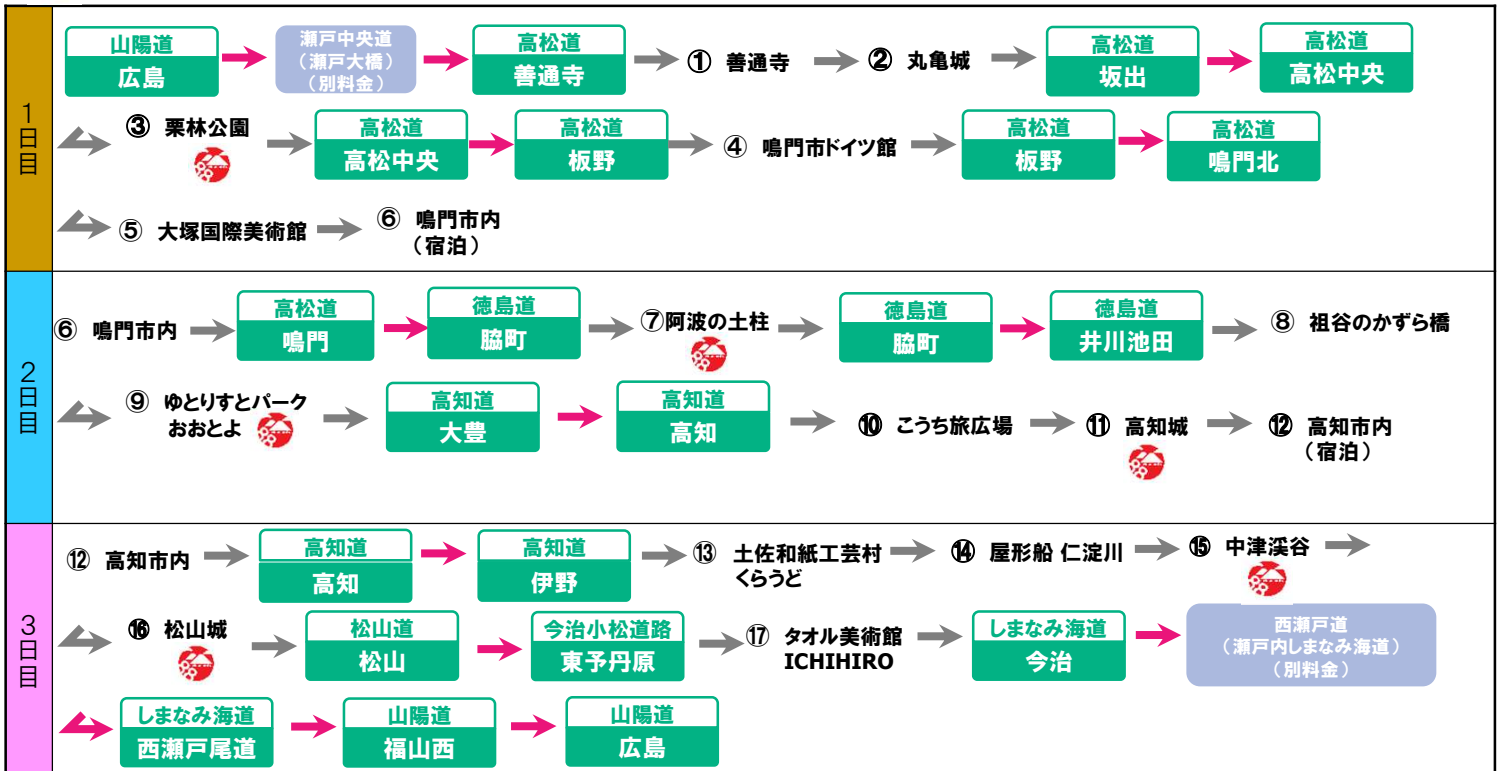 1日目
山陽道
広島
瀬戸中央道
（瀬戸大橋）
（別料金）
高松道
善通寺
① 善通寺
② 丸亀城
高松道
坂出
高松道
高松中央
③ 栗林公園
高松道
高松中央
高松道
板野
④ 鳴門市ドイツ館
高松道
板野
高松道
鳴門北
⑤ 大塚国際美術館
⑥ 鳴門市内
（宿泊）
2日目
⑥ 鳴門市内
高松道
鳴門
徳島道
脇町
⑦阿波の土柱
徳島道
脇町
徳島道
井川池田
⑧ 祖谷のかずら橋
⑨ ゆとりすとパーク
おおとよ
高知道
大豊
高知道
高知
⑩ こうち旅広場
⑪ 高知城
⑫ 高知市内
（宿泊）
3日目
⑫ 高知市内
高知道
高知
高知道
伊野
⑬ 土佐和紙工芸村
くらうど
⑭ 屋形船 仁淀川
⑮ 中津渓谷
⑯ 松山城
松山道
松山
今治小松道路
東予丹原
⑰ タオル美術館
ICHIHIRO
しまなみ海道
今治
西瀬戸道
（瀬戸内しまなみ海道）
（別料金）
しまなみ海道
西瀬戸尾道
山陽道
福山西
山陽道
広島